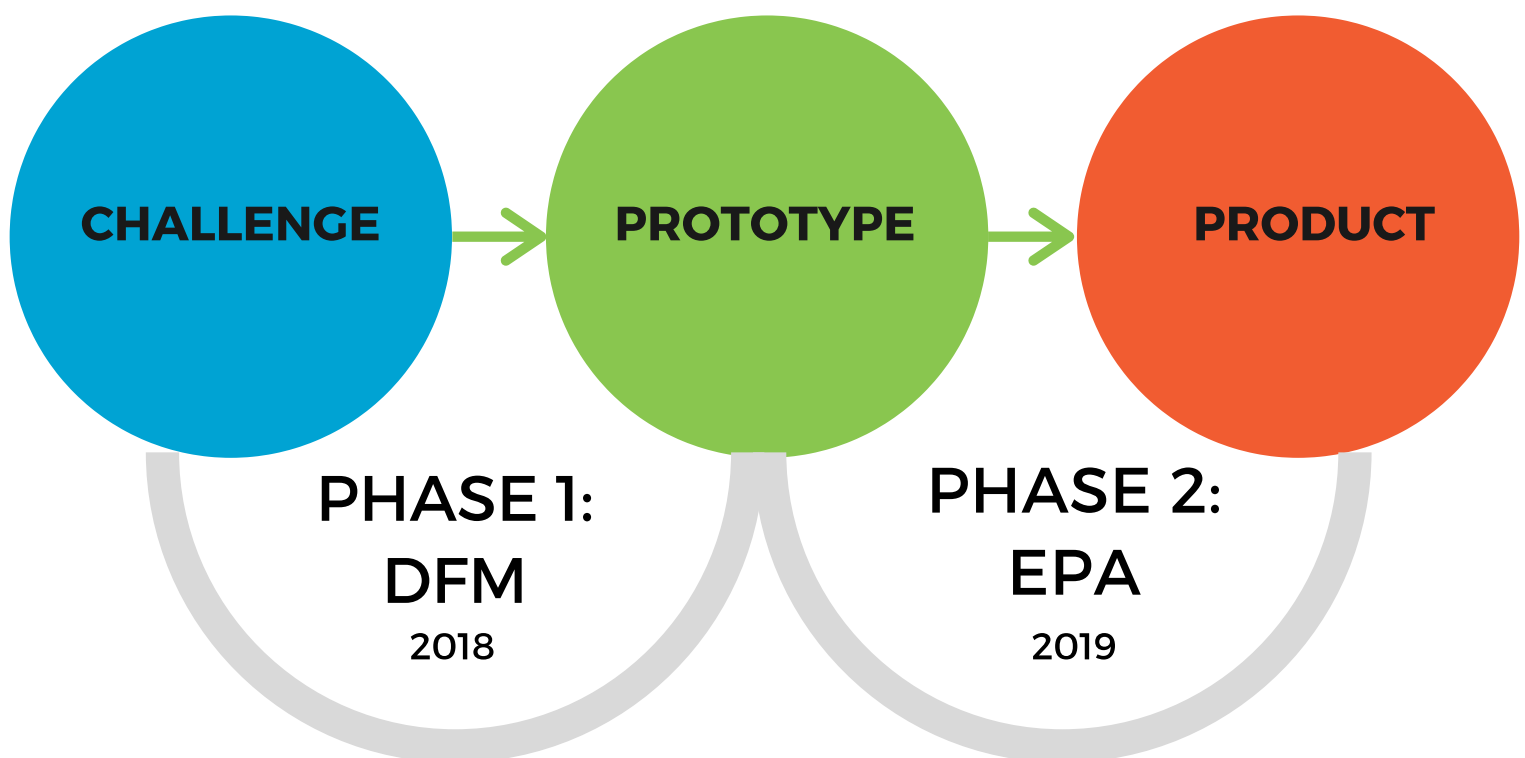 CHALLENGE
PROTOTYPE
PRODUCT
PHASE 1:
DFM
2018
PHASE 2:
EPA
2019